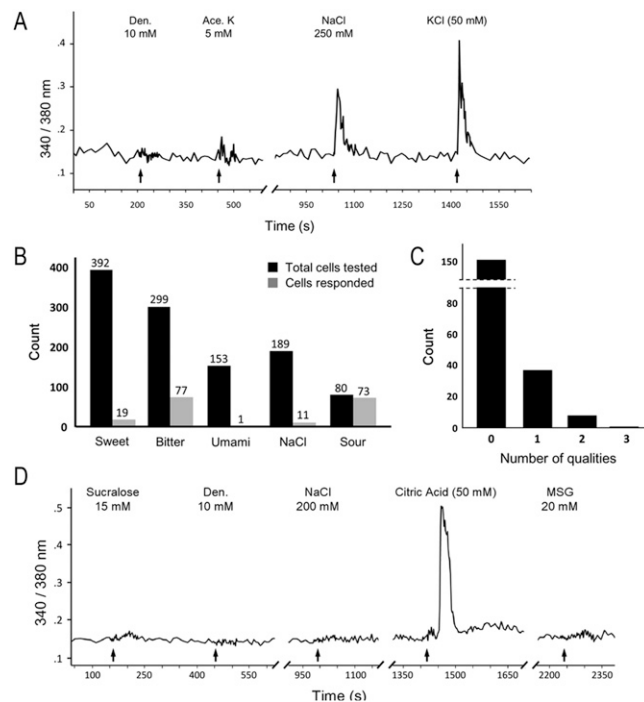 A
Den. Ace. K NaCl KCl (50 mM)
10 mM 5 mM 250 mM
.4
.3
.2
.1
340 / 380 nm
50 200 350 500 950 1100 1250 1400 1550
Time (s)
B
392
400
300
200
100
0
Count
Total cells tested
Cells responded
299
189
153
80 73
77
19
1
11
Sweet Bitter Umami NaCl Sour
C
150
80
60
40
20
0
Count
0 1 2 3
Number of qualities
D
Sucralose Den. NaCl Citric Acid (50 mM) MSG
15 mM 10 mM 200 mM 20 mM
.5
.4
.3
.2
.1
340 / 380 nm
100 250 400 550 900 1050 1350 1500 1650 2200 2350
Time (s)